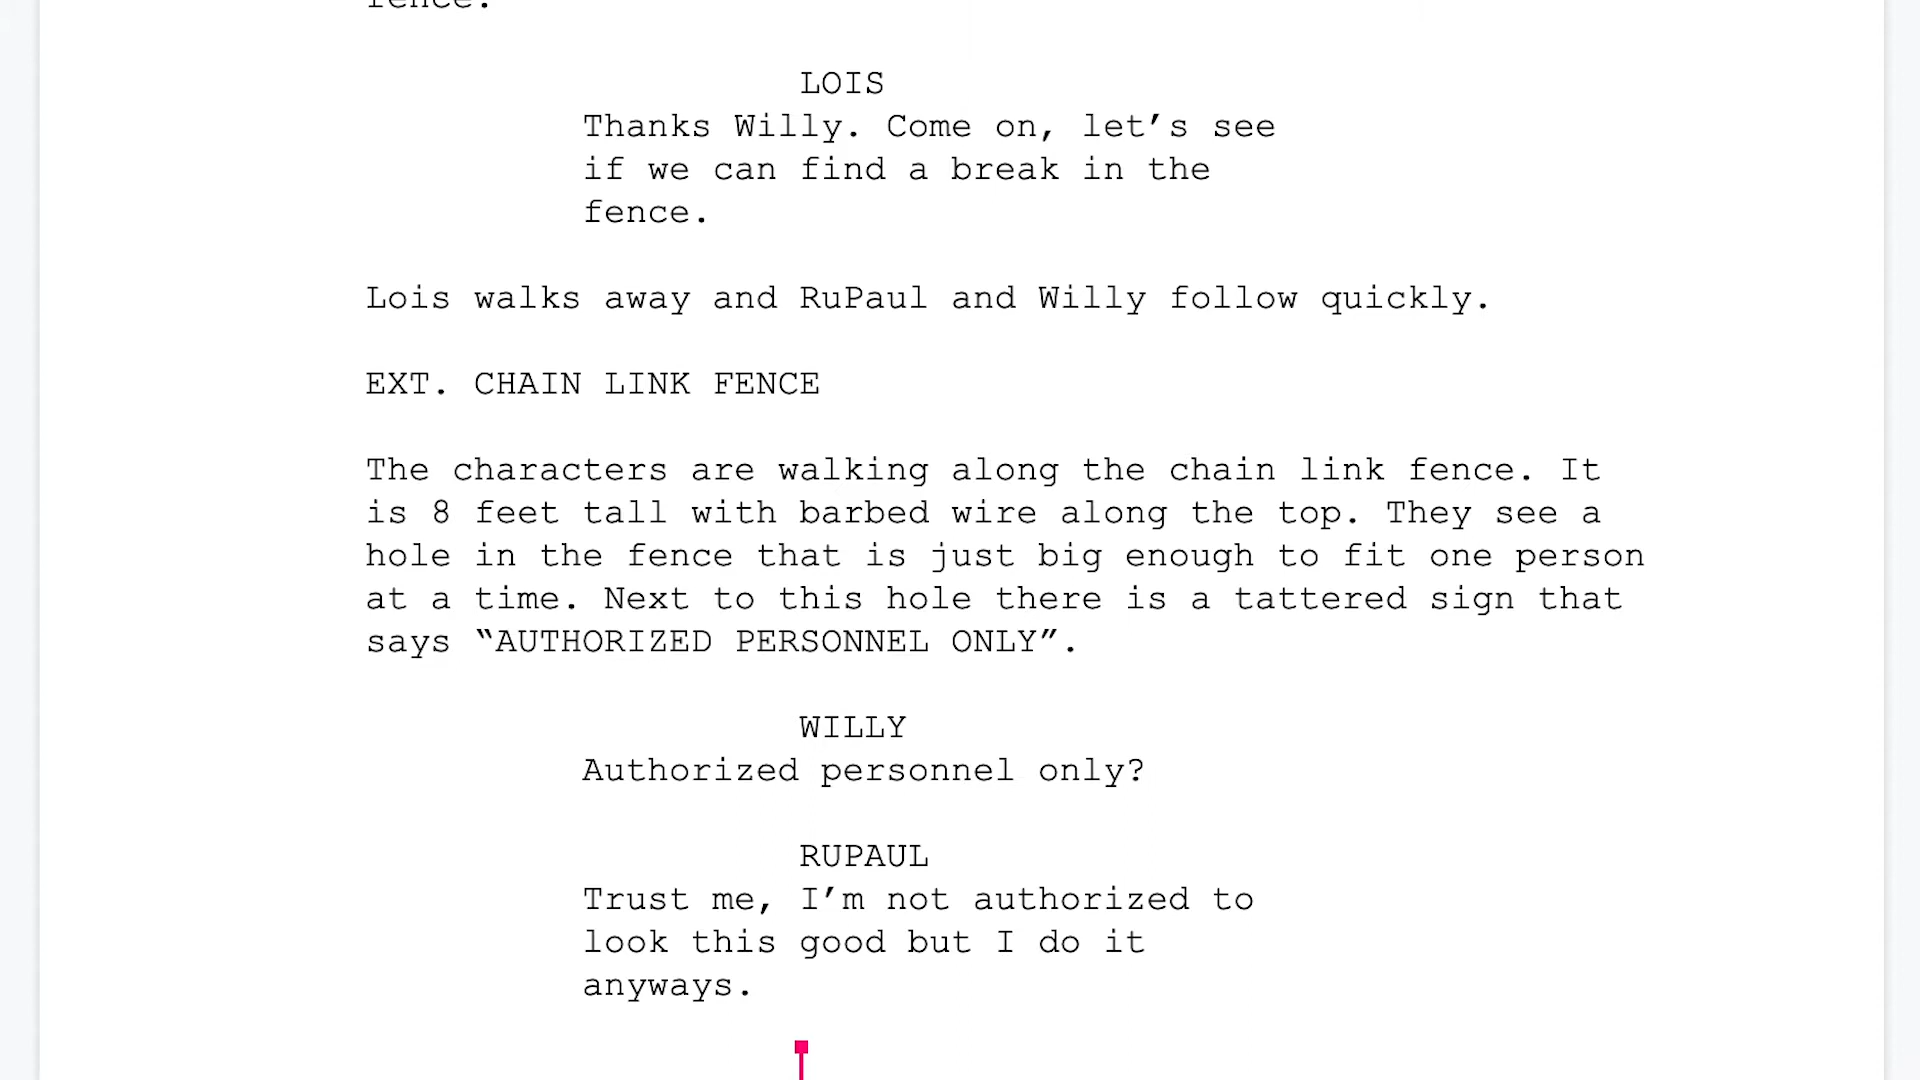 fence.
LOIS
Thanks Willy. Come on, let’s see
if we can find a break in the
fence.
Lois walks away and RuPaul and Willy follow quickly.
EXT. CHAIN LINK FENCE
The characters are walking along the chain link fence. It
is 8 feet tall with barbed wire along the top. They see a
hole in the fence that is just big enough to fit one person
at a time. Next to this hole there is a tattered sign that
says “AUTHORIZED PERSONNEL ONLY”.
WILLY
Authorized personnel only?
RUPAUL
Trust me, I’m not authorized to
look this good but I do it
anyways.